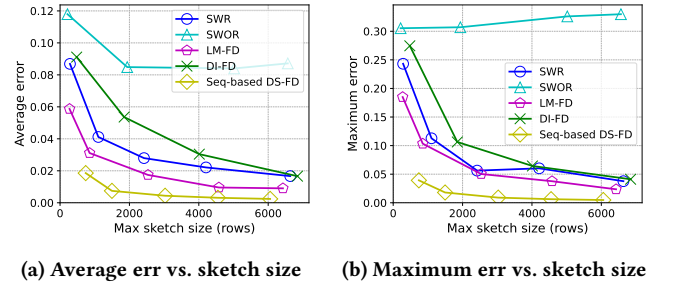 0.12
0.10
0.08
0.06
0.04
0.02
0.00
Average error
SWR
SWOR
LM-FD
DI-FD
Seq-based DS-FD
0 2000 4000 6000
Max sketch size (rows)
(a) Average err vs. sketch size
0.30
0.25
0.20
0.15
0.10
0.05
0.00
Maximum error
SWR
SWOR
LM-FD
DI-FD
Seq-based DS-FD
0 2000 4000 6000
Max sketch size (rows)
(b) Maximum err vs. sketch size